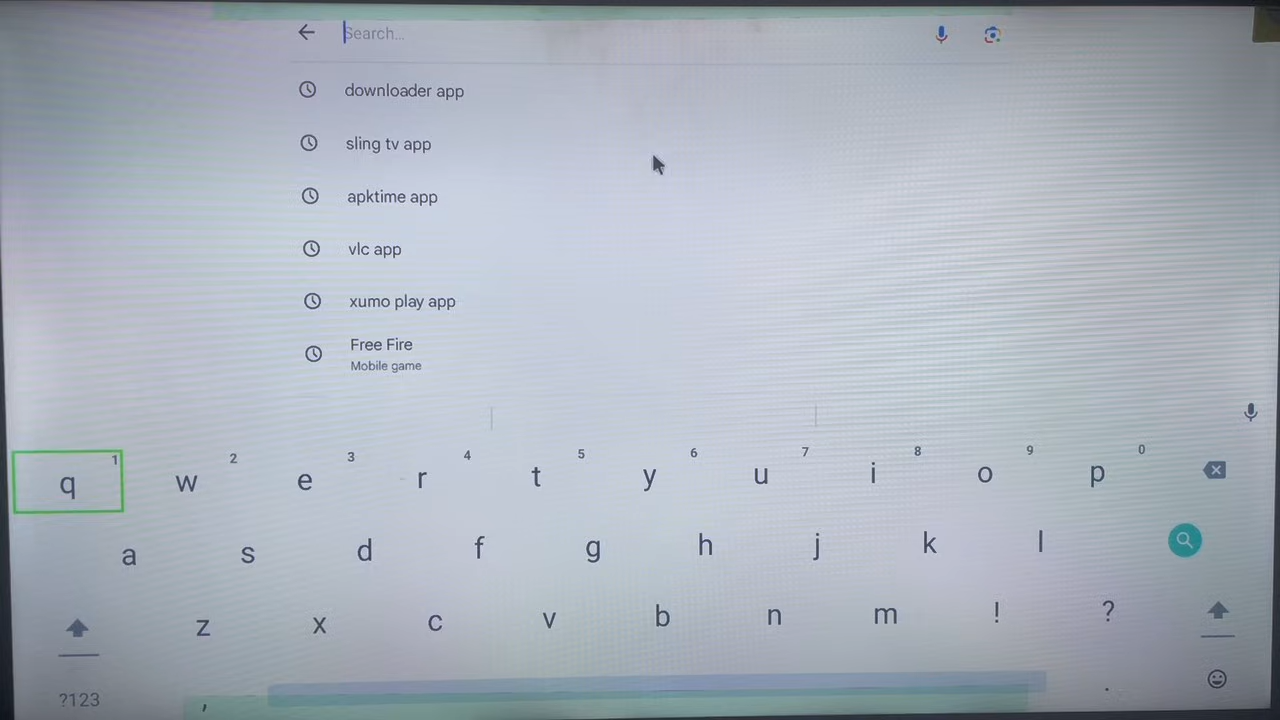 Search...
downloader app
sling tv app
apktime app
vlc app
xumo play app
Free Fire
Mobile game
1 2 3 4 5 6 7 8 9 0
q w e r t y u i o p
a s d f g h j k l
z x c v b n m ! ?
?123 , .